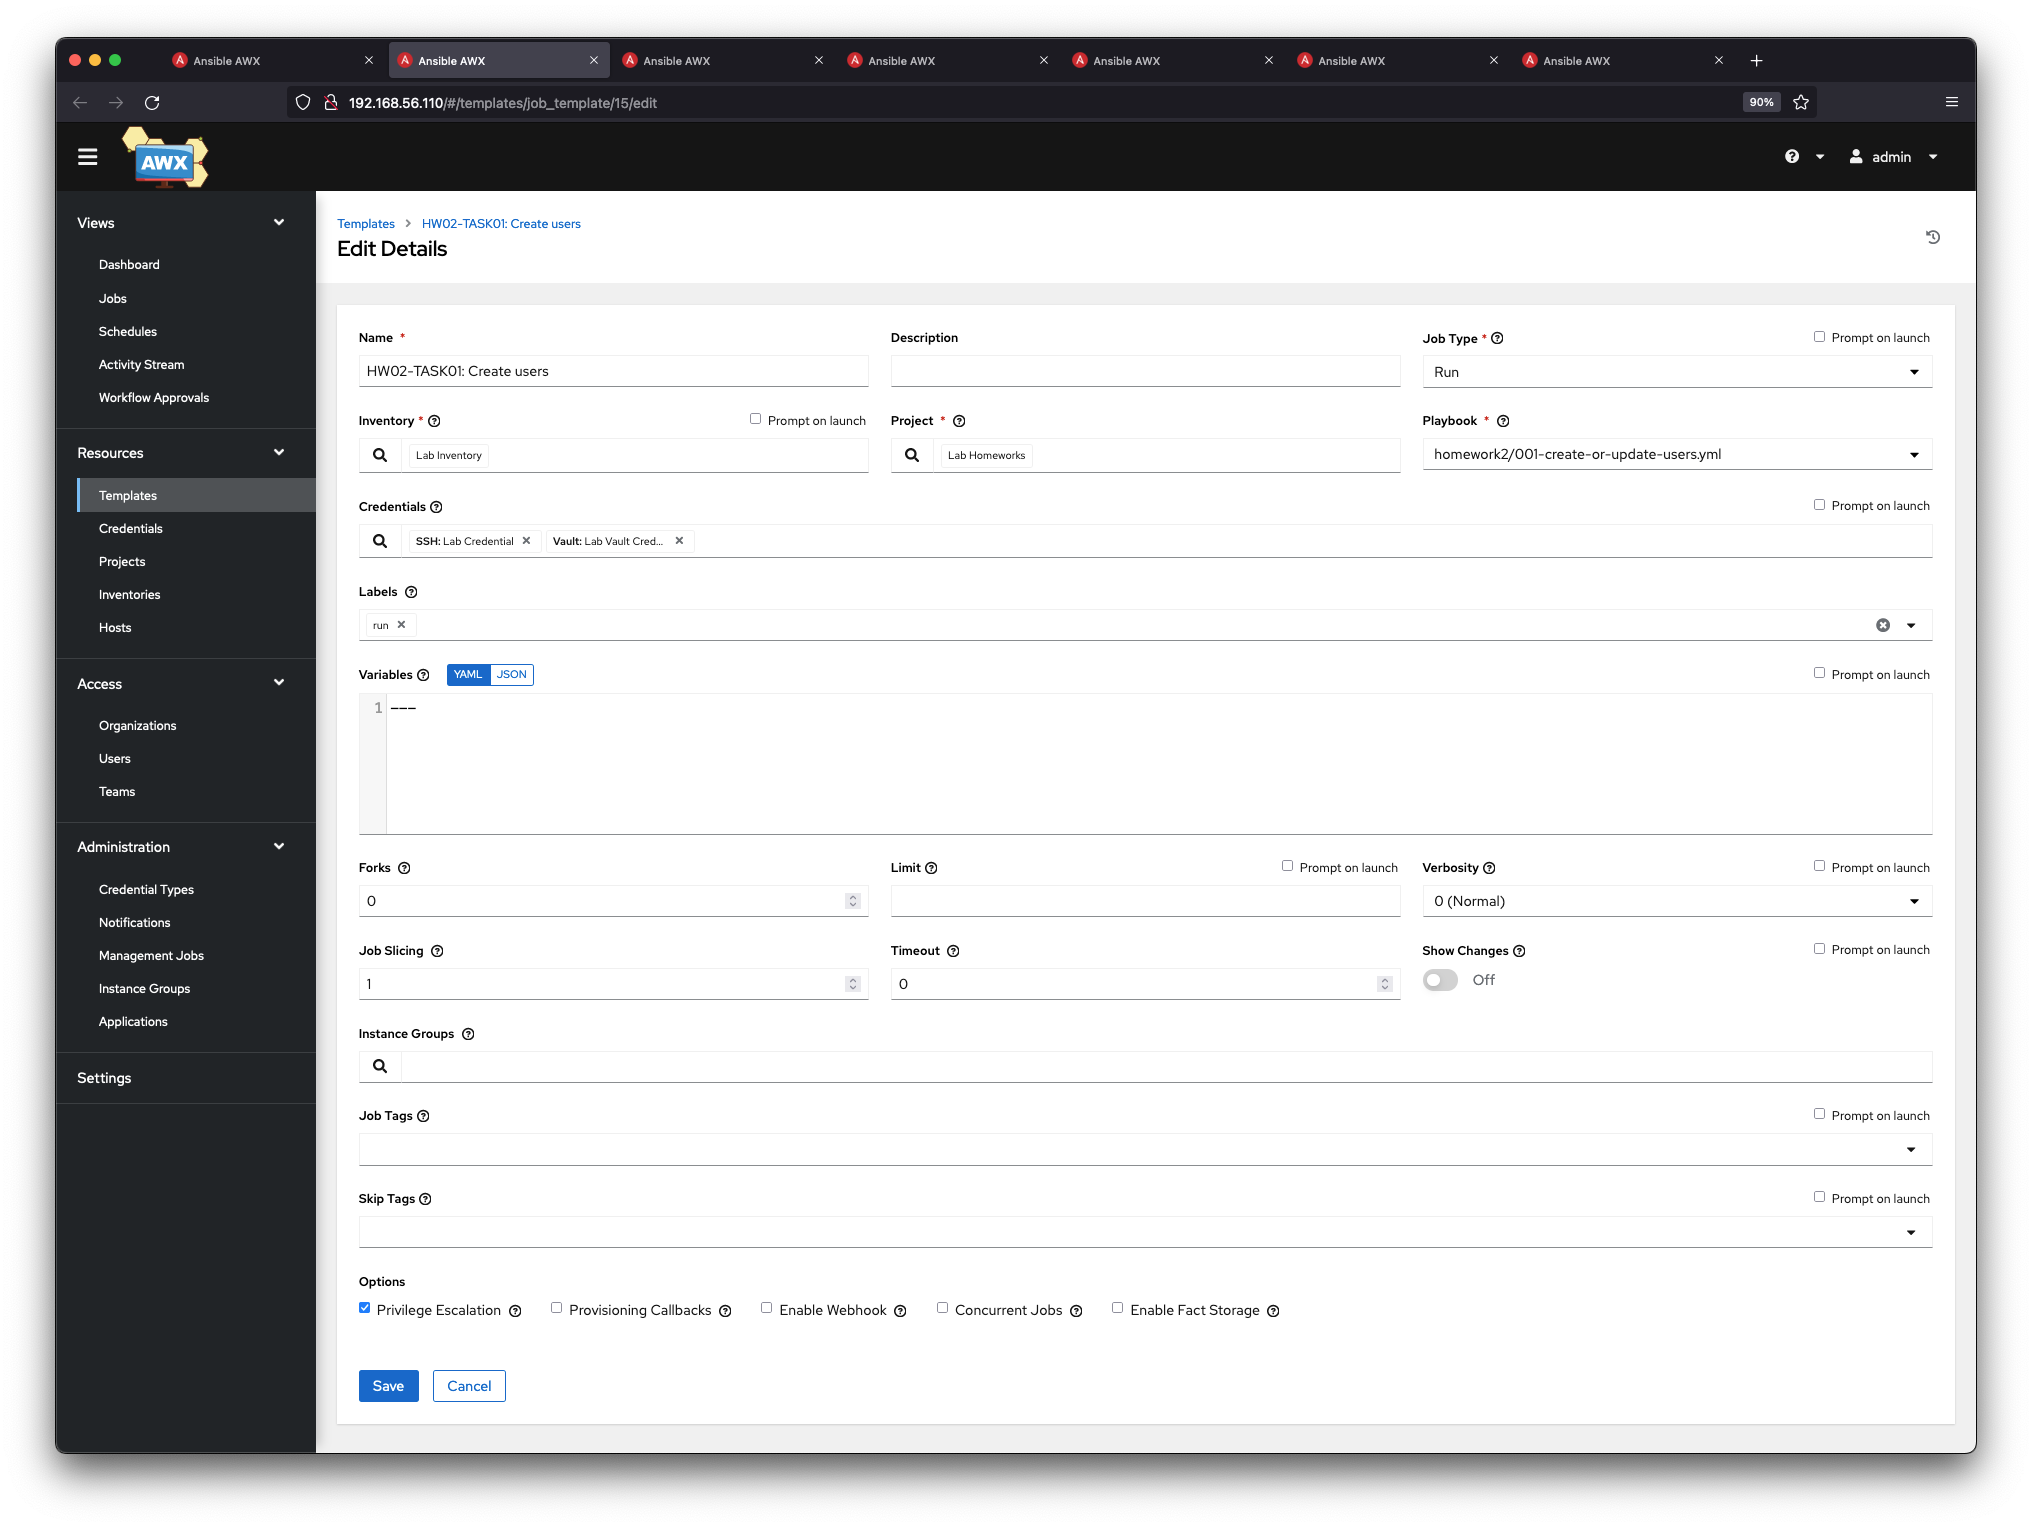 Ansible AWX
Ansible AWX
Ansible AWX
Ansible AWX
Ansible AWX
Ansible AWX
Ansible AWX
192.168.56.110/#/templates/job_template/15/edit
90%
AWX
admin
Views
Dashboard
Jobs
Schedules
Activity Stream
Workflow Approvals
Resources
Templates
Credentials
Projects
Inventories
Hosts
Access
Organizations
Users
Teams
Administration
Credential Types
Notifications
Management Jobs
Instance Groups
Applications
Settings
Templates > HW02-TASK01: Create users
Edit Details
Name *
HW02-TASK01: Create users
Description
Job Type *
Prompt on launch
Run
Inventory *
Prompt on launch
Lab Inventory
Project *
Lab Homeworks
Playbook *
homework2/001-create-or-update-users.yml
Credentials
Prompt on launch
SSH: Lab Credential
Vault: Lab Vault Cred...
Labels
run
Variables
YAML JSON
Prompt on launch
1 ---
Forks
0
Limit
Prompt on launch
Verbosity
Prompt on launch
0 (Normal)
Job Slicing
1
Timeout
0
Show Changes
Prompt on launch
Off
Instance Groups
Job Tags
Prompt on launch
Skip Tags
Prompt on launch
Options
Privilege Escalation
Provisioning Callbacks
Enable Webhook
Concurrent Jobs
Enable Fact Storage
Save
Cancel